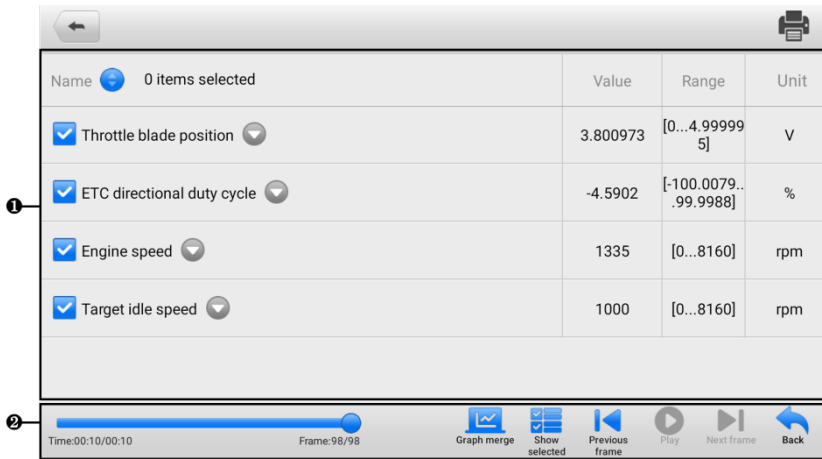 Name 0 items selected Value Range Unit
Throttle blade position 3.800973 [0...4.99999
5] V
ETC directional duty cycle -4.5902 [-100.0079..
.99.9988] %
❶
Engine speed 1335 [0...8160] rpm
Target idle speed 1000 [0...8160] rpm
❷
Time:00:10/00:10 Frame:98/98
Graph merge
Show
selected
Previous
frame
Play
Next frame
Back